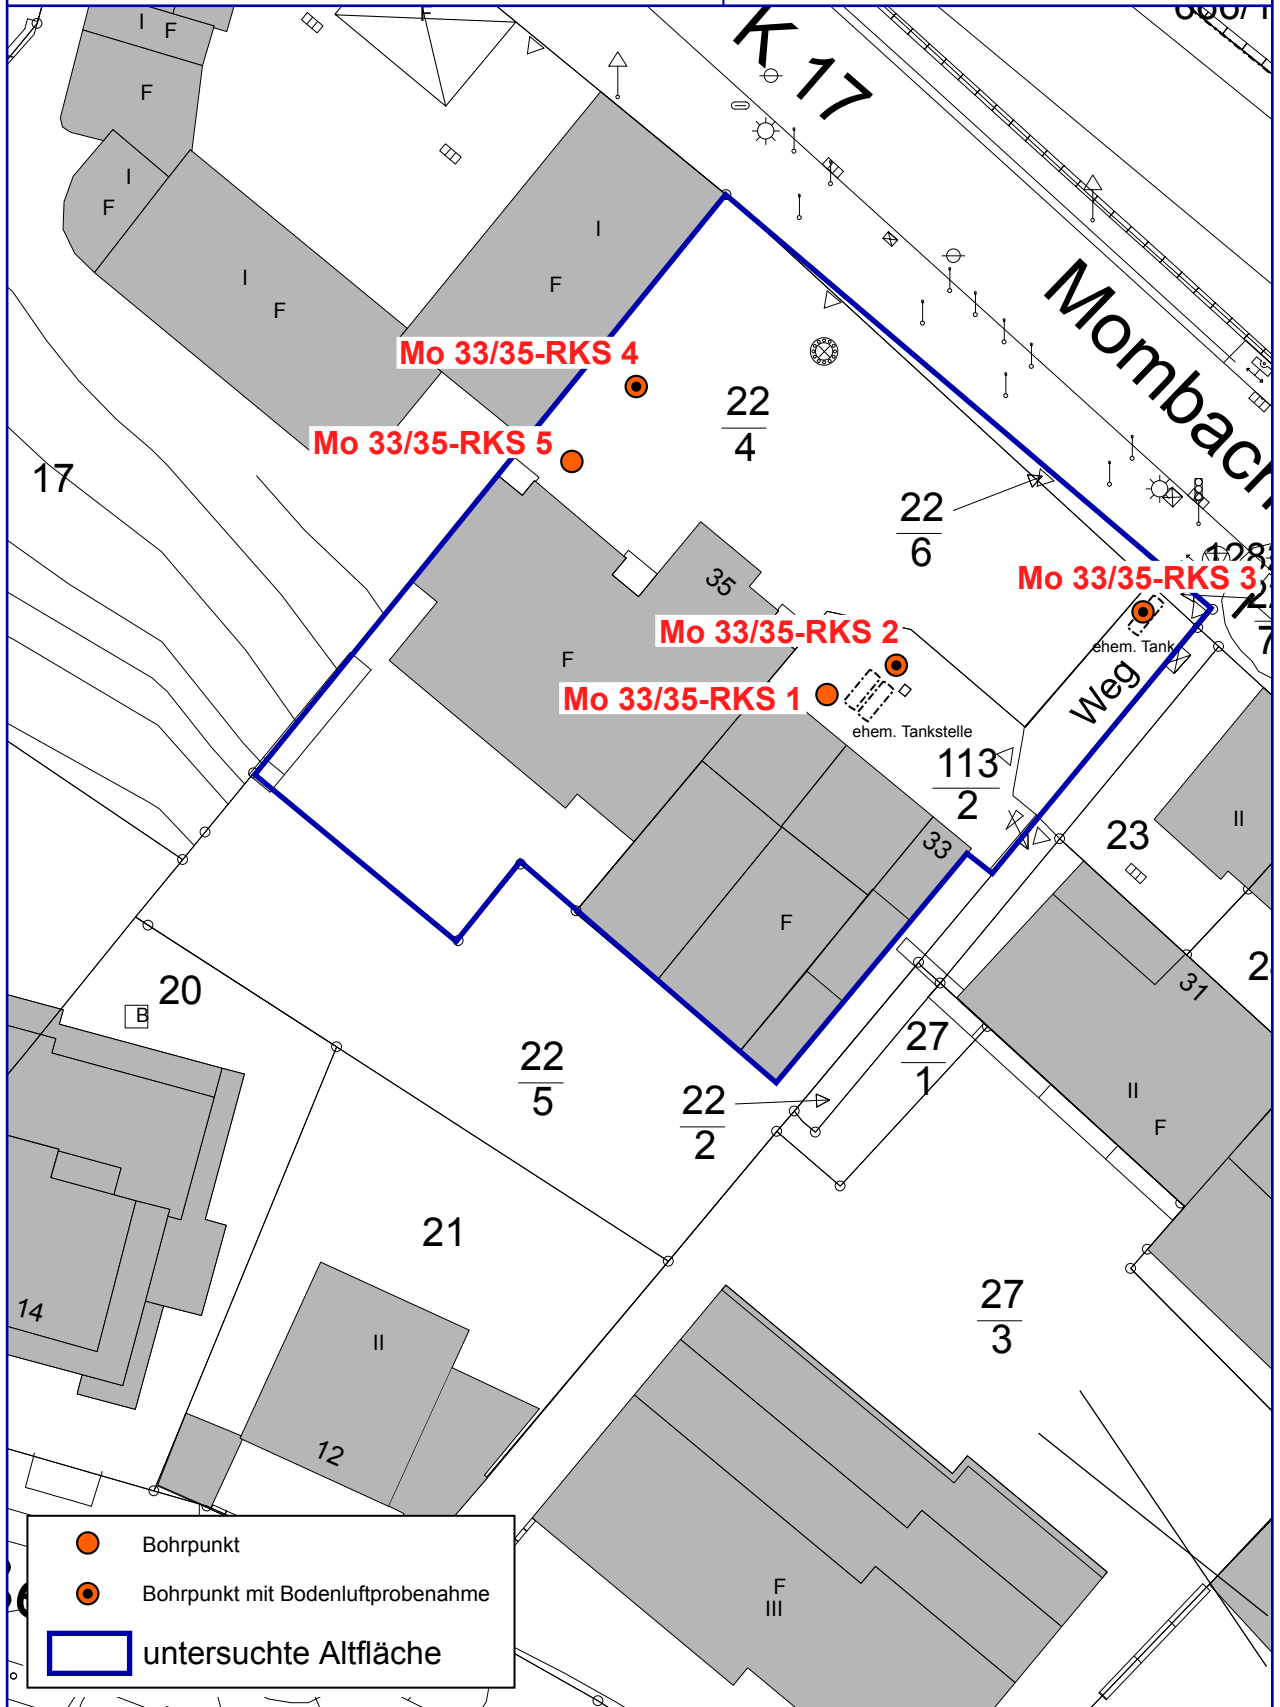 K 17
I
F
F
F
I
F
I
F
I
F
Mombach
Mo 33/35-RKS 4
22
4
Mo 33/35-RKS 5
17
22
6
Mo 33/35-RKS 3
35
Mo 33/35-RKS 2
ehem. Tank
F
Mo 33/35-RKS 1
Weg
ehem. Tankstelle
113
2
23
II
33
F
20
B
31
22
5
27
1
22
2
II
F
21
14
27
3
II
12
F
III
Bohrpunkt
Bohrpunkt mit Bodenluftprobenahme
untersuchte Altfläche